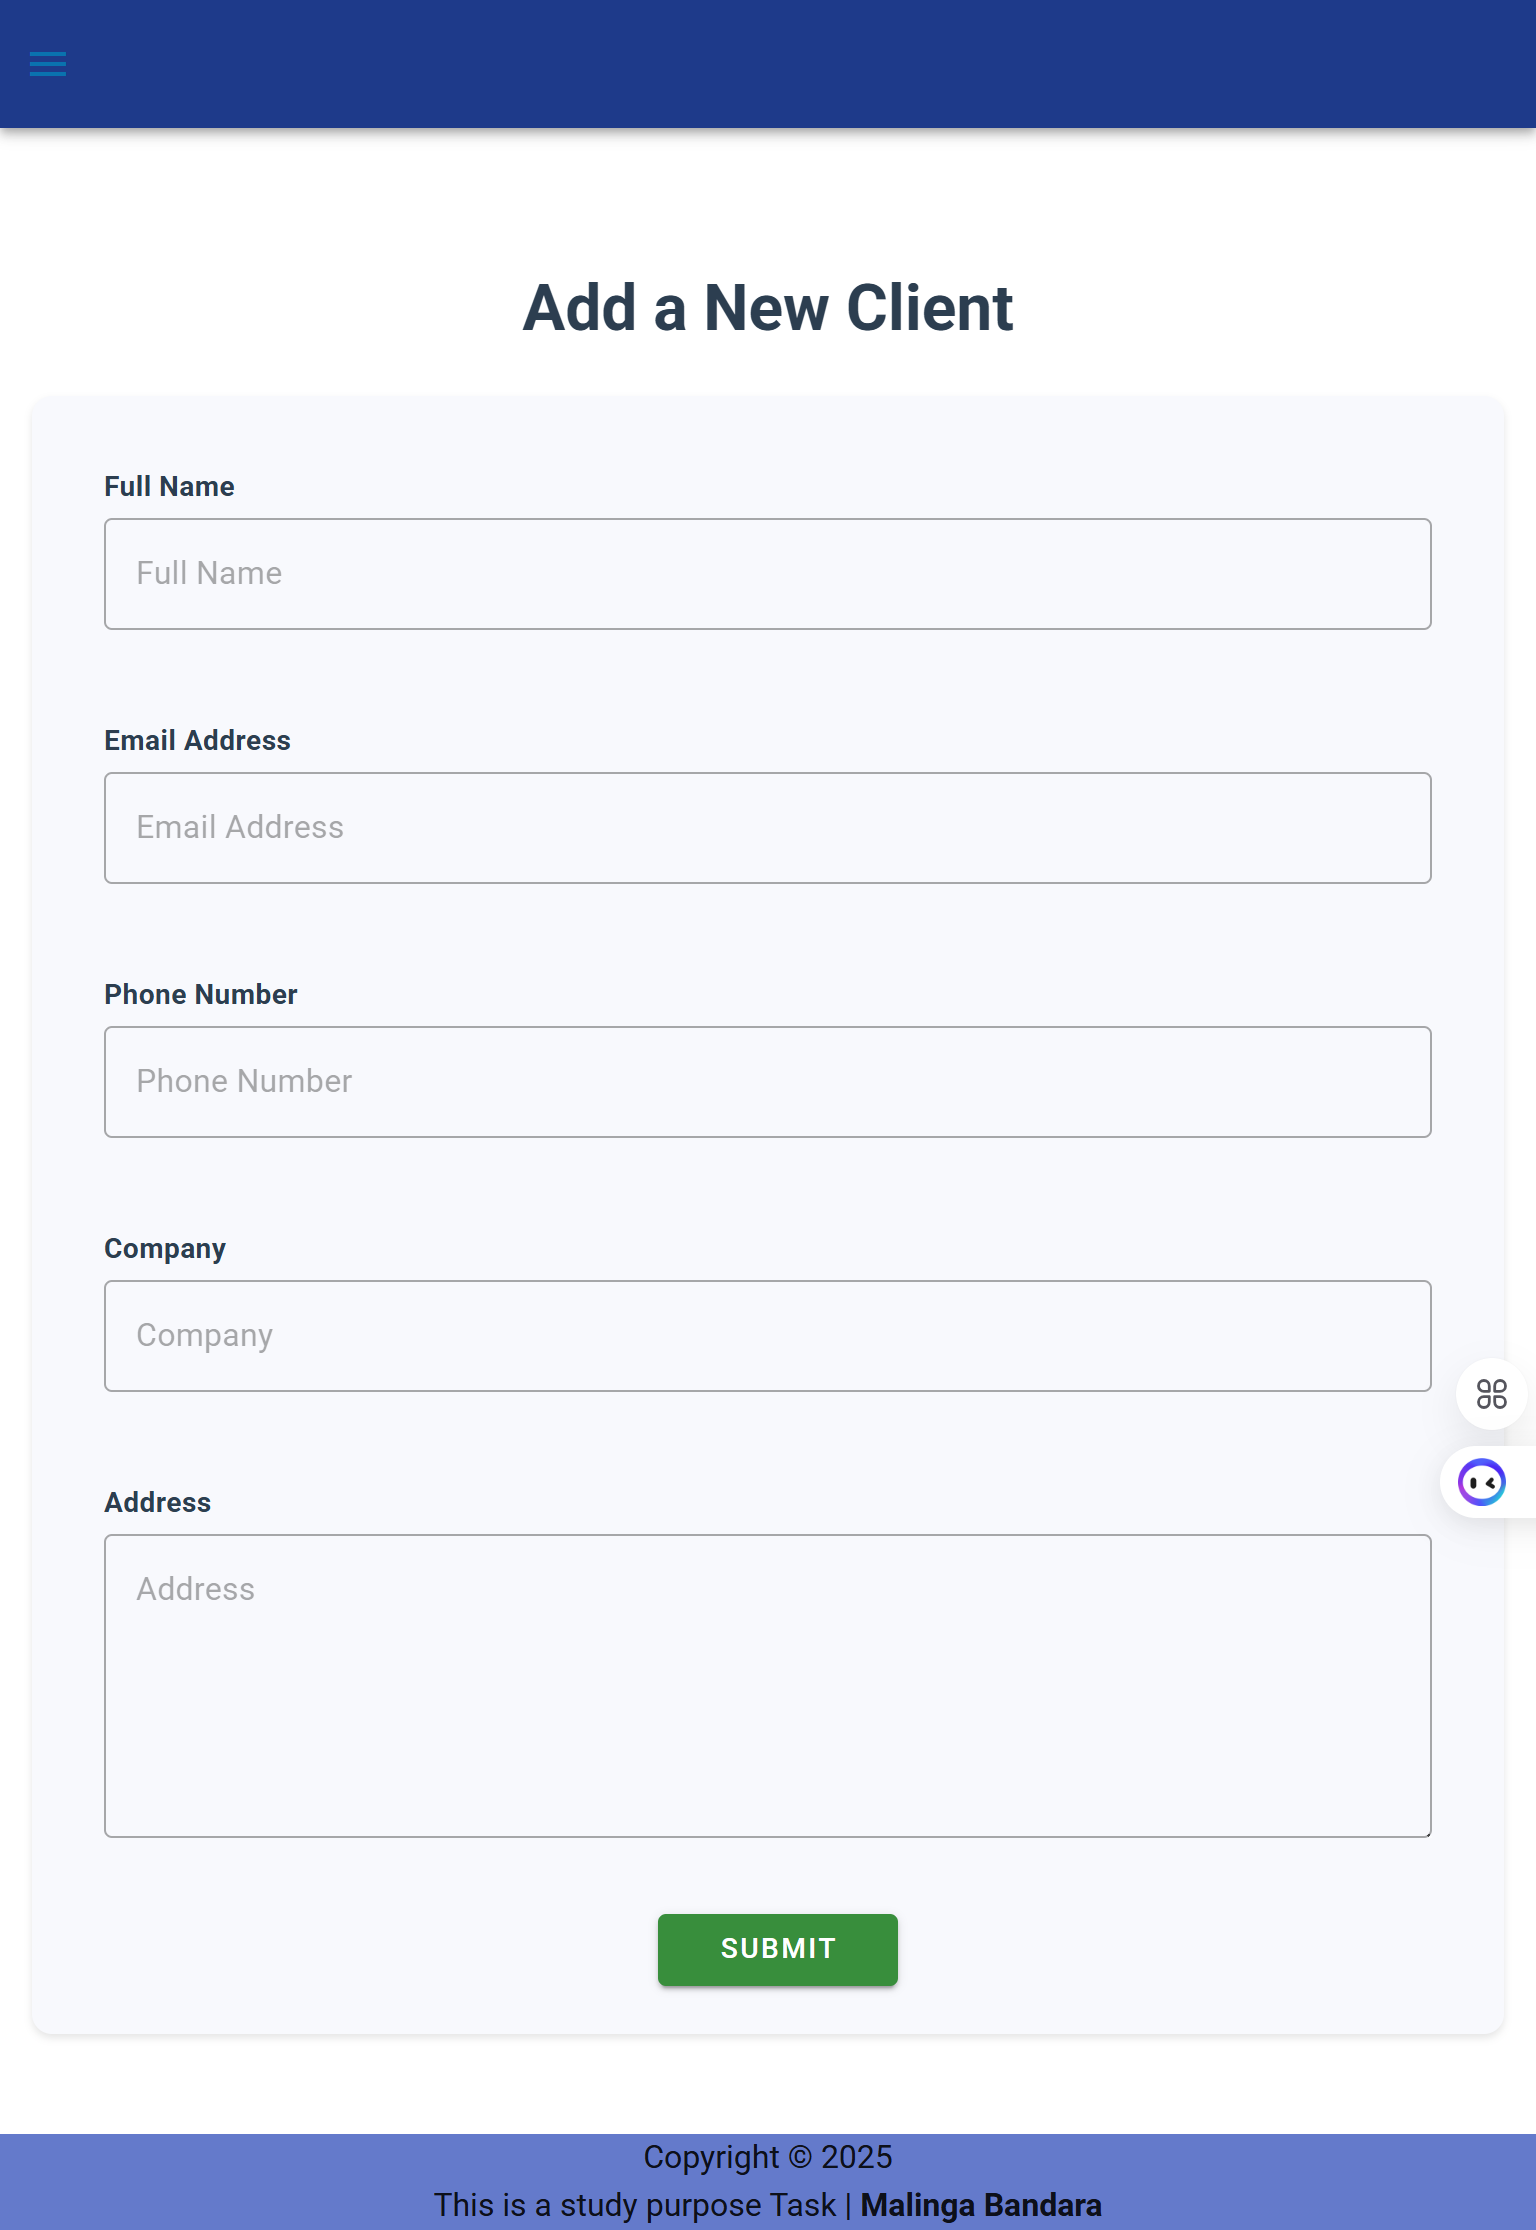 Add a New Client
Full Name
Full Name
Email Address
Email Address
Phone Number
Phone Number
Company
Company
Address
Address
SUBMIT
Copyright © 2025
This is a study purpose Task | Malinga Bandara